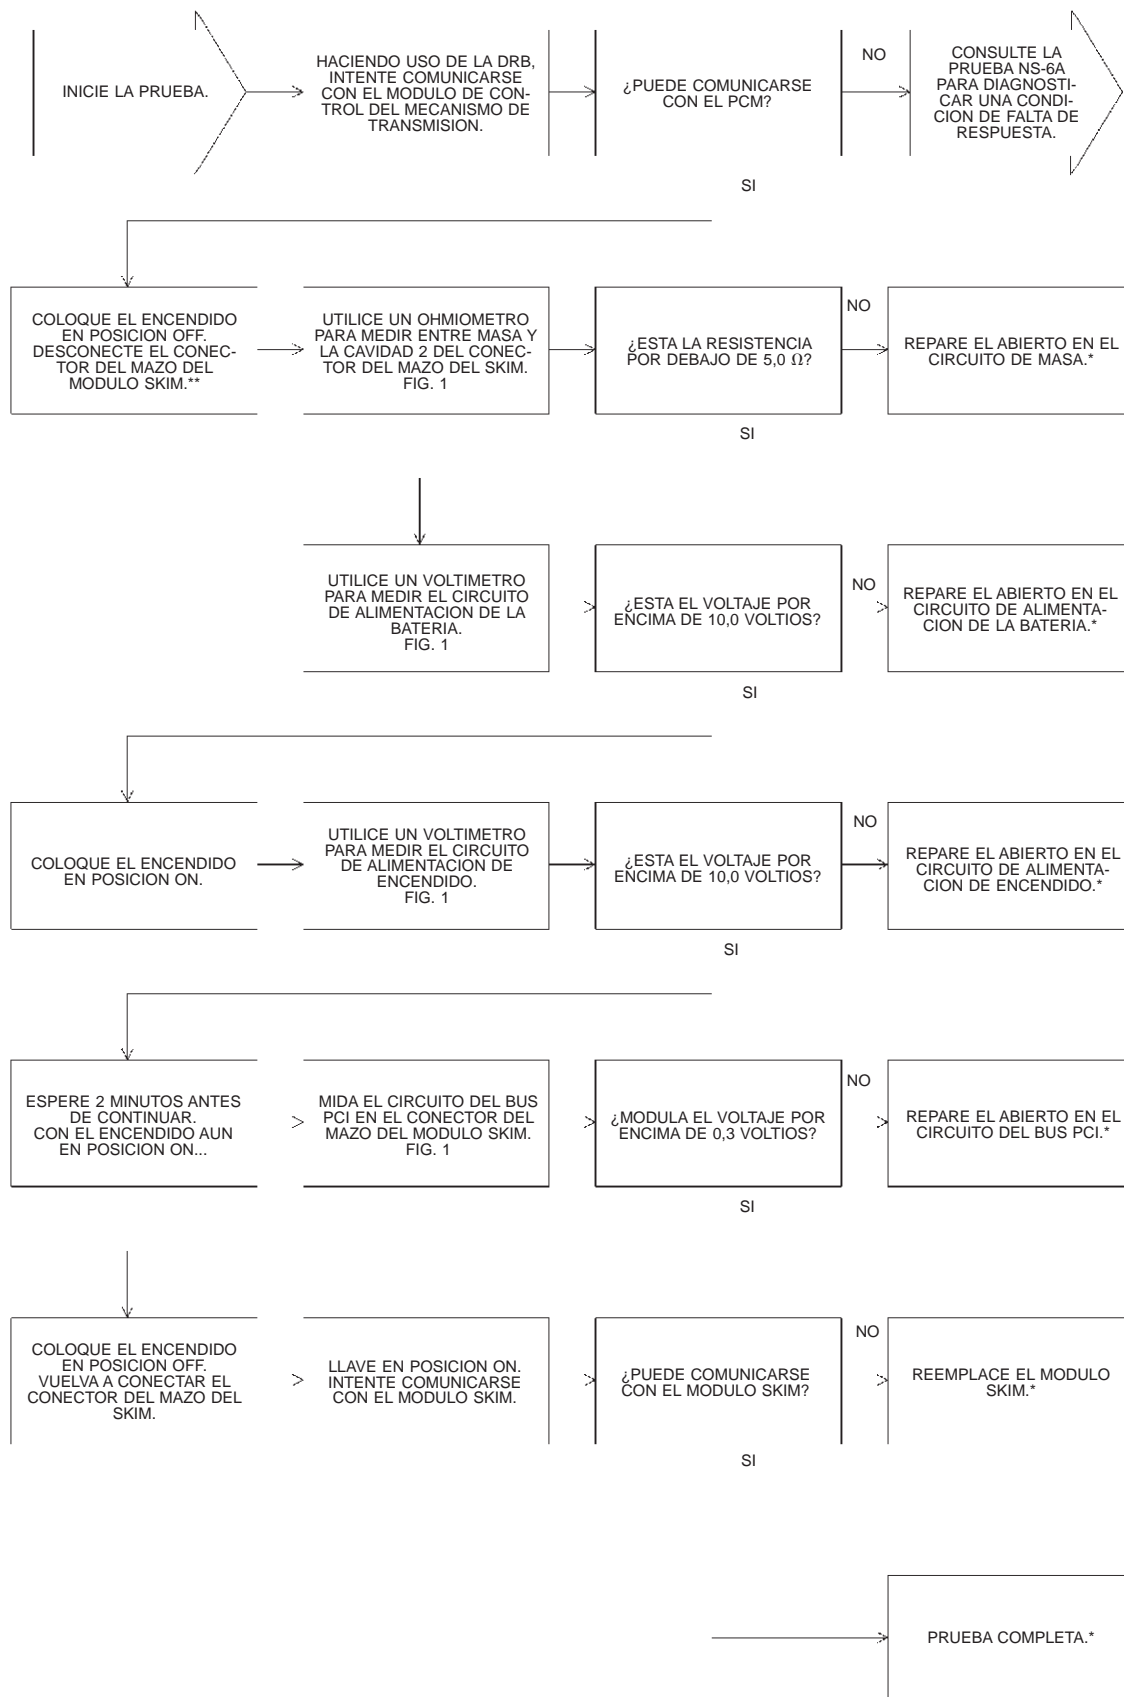 INICIE LA PRUEBA.
HACIENDO USO DE LA DRB,
INTENTE COMUNICARSE
CON EL MODULO DE CON-
TROL DEL MECANISMO DE
TRANSMISION.
¿PUEDE COMUNICARSE
CON EL PCM?
NO
CONSULTE LA
PRUEBA NS-6A
PARA DIAGNOSTI-
CAR UNA CONDI-
CION DE FALTA DE
RESPUESTA.
SI
COLOQUE EL ENCENDIDO
EN POSICION OFF.
DESCONECTE EL CONEC-
TOR DEL MAZO DEL
MODULO SKIM.**
UTILICE UN OHMIOMETRO
PARA MEDIR ENTRE MASA Y
LA CAVIDAD 2 DEL CONEC-
TOR DEL MAZO DEL SKIM.
FIG. 1
¿ESTA LA RESISTENCIA
POR DEBAJO DE 5,0 Ω?
NO
REPARE EL ABIERTO EN EL
CIRCUITO DE MASA.*
SI
UTILICE UN VOLTIMETRO
PARA MEDIR EL CIRCUITO
DE ALIMENTACION DE LA
BATERIA.
FIG. 1
¿ESTA EL VOLTAJE POR
ENCIMA DE 10,0 VOLTIOS?
NO
REPARE EL ABIERTO EN EL
CIRCUITO DE ALIMENTA-
CION DE LA BATERIA.*
SI
COLOQUE EL ENCENDIDO
EN POSICION ON.
UTILICE UN VOLTIMETRO
PARA MEDIR EL CIRCUITO
DE ALIMENTACION DE
ENCENDIDO.
FIG. 1
¿ESTA EL VOLTAJE POR
ENCIMA DE 10,0 VOLTIOS?
NO
REPARE EL ABIERTO EN EL
CIRCUITO DE ALIMENTA-
CION DE ENCENDIDO.*
SI
ESPERE 2 MINUTOS ANTES
DE CONTINUAR.
CON EL ENCENDIDO AUN
EN POSICION ON...
MIDA EL CIRCUITO DEL BUS
PCI EN EL CONECTOR DEL
MAZO DEL MODULO SKIM.
FIG. 1
¿MODULA EL VOLTAJE POR
ENCIMA DE 0,3 VOLTIOS?
NO
REPARE EL ABIERTO EN EL
CIRCUITO DEL BUS PCI.*
SI
COLOQUE EL ENCENDIDO
EN POSICION OFF.
VUELVA A CONECTAR EL
CONECTOR DEL MAZO DEL
SKIM.
LLAVE EN POSICION ON.
INTENTE COMUNICARSE
CON EL MODULO SKIM.
¿PUEDE COMUNICARSE
CON EL MODULO SKIM?
NO
REEMPLACE EL MODULO
SKIM.*
SI
PRUEBA COMPLETA.*